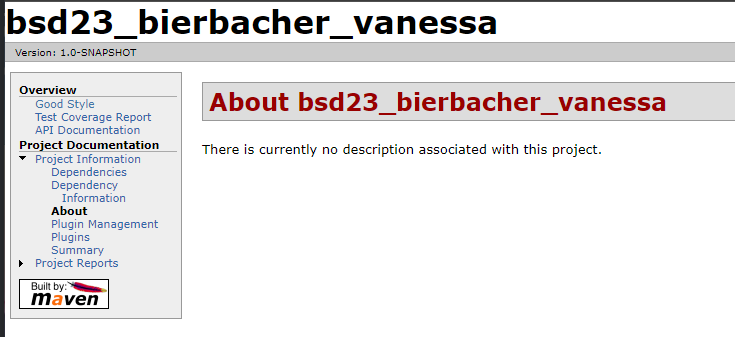 bsd23_bierbacher_vanessa
Version: 1.0-SNAPSHOT
Overview
Good Style
Test Coverage Report
API Documentation
Project Documentation
Project Information
Dependencies
Dependency
Information
About
Plugin Management
Plugins
Summary
Project Reports
Built by:
maven
About bsd23_bierbacher_vanessa
There is currently no description associated with this project.